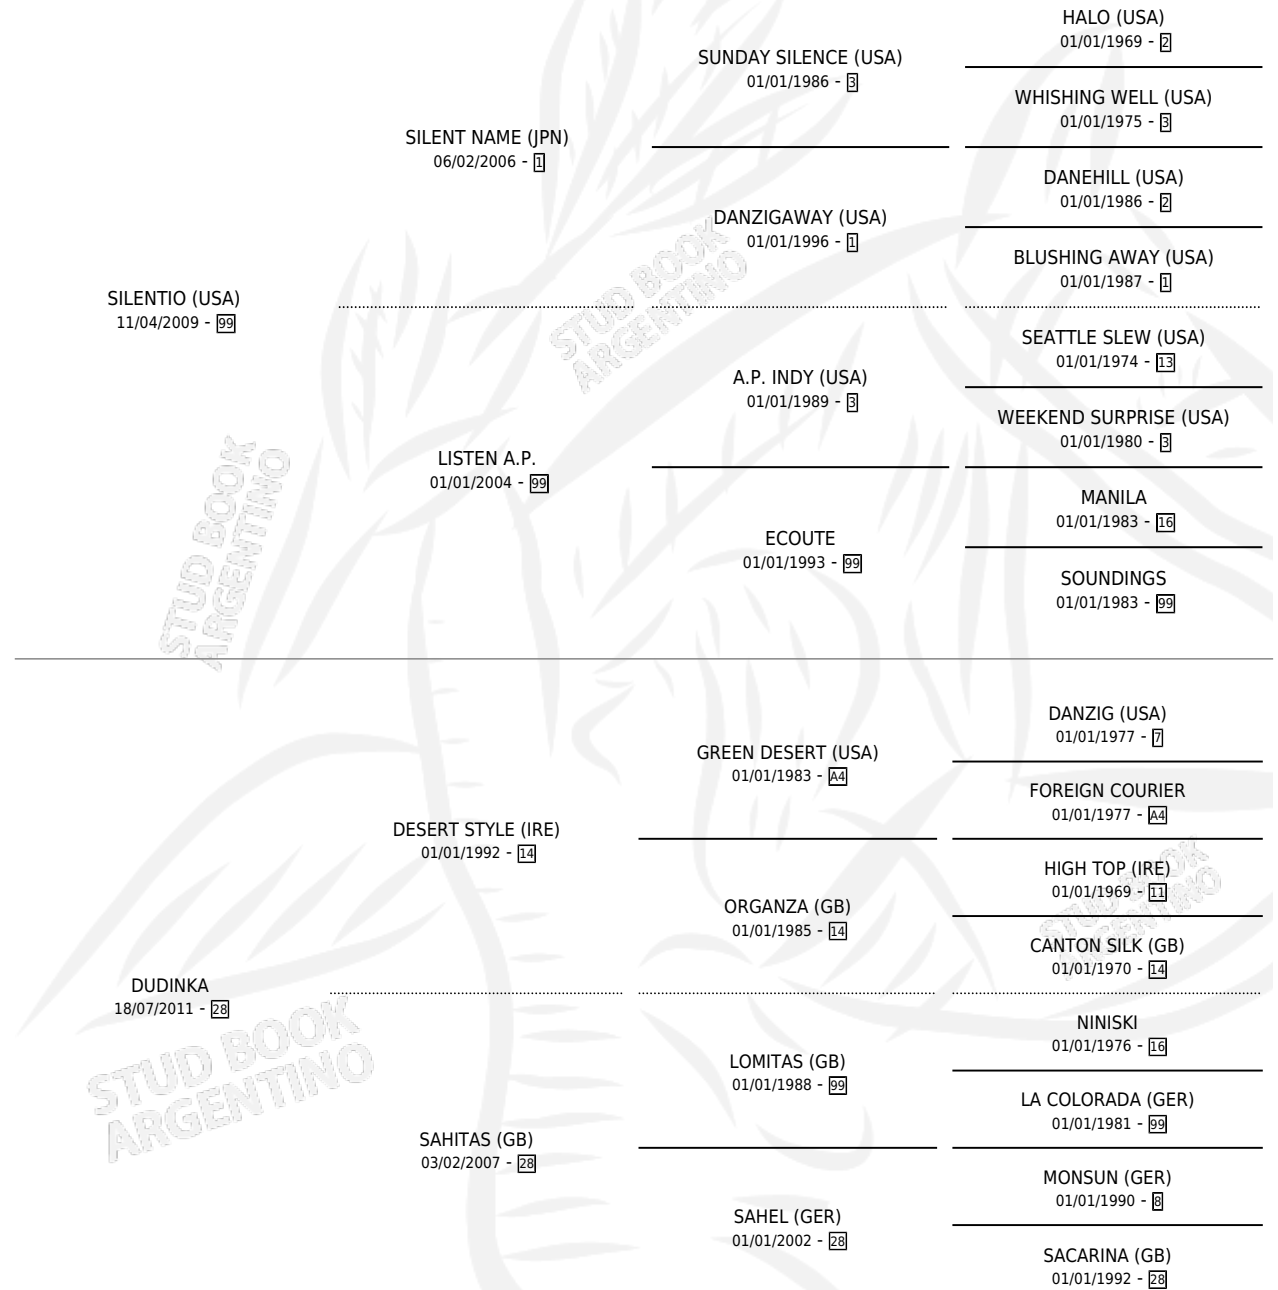 HALO (USA)
01/01/1969 - 2
SUNDAY SILENCE (USA)
01/01/1986 - 3
WHISHING WELL (USA)
01/01/1975 - 3
SILENT NAME (JPN)
06/02/2006 - 1
DANEHILL (USA)
01/01/1986 - 2
DANZIGAWAY (USA)
01/01/1996 - 1
BLUSHING AWAY (USA)
01/01/1987 - 1
SILENTIO (USA)
11/04/2009 - 99
SEATTLE SLEW (USA)
01/01/1974 - 13
A.P. INDY (USA)
01/01/1989 - 3
WEEKEND SURPRISE (USA)
01/01/1980 - 3
LISTEN A.P.
01/01/2004 - 99
MANILA
01/01/1983 - 16
ECOUTE
01/01/1993 - 99
SOUNDINGS
01/01/1983 - 99
DANZIG (USA)
01/01/1977 - 7
GREEN DESERT (USA)
01/01/1983 - A4
FOREIGN COURIER
01/01/1977 - A4
DESERT STYLE (IRE)
01/01/1992 - 14
HIGH TOP (IRE)
01/01/1969 - 11
ORGANZA (GB)
01/01/1985 - 14
CANTON SILK (GB)
01/01/1970 - 14
DUDINKA
18/07/2011 - 28
NINISKI
01/01/1976 - 16
LOMITAS (GB)
01/01/1988 - 99
LA COLORADA (GER)
01/01/1981 - 99
SAHITAS (GB)
03/02/2007 - 28
MONSUN (GER)
01/01/1990 - 8
SAHEL (GER)
01/01/2002 - 28
SACARINA (GB)
01/01/1992 - 28
STUD BOOK
ARGENTINO
STUD BOOK
ARGENTINO
STUD BOOK
ARGENTINO
STUD BOOK
ARGENTINO